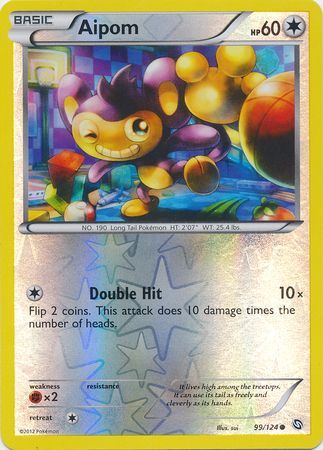 BASIC
Aipom
HP60
NO. 190 Long Tail Pokémon HT: 2'07" WT: 25.4 lbs.
Double Hit 10×
Flip 2 coins. This attack does 10 damage times the
number of heads.
weakness
resistance
×2
retreat
It lives high among the treetops.
It can use its tail as freely and
cleverly as its hands.
©2012 Pokémon
Illus. sui
99/124